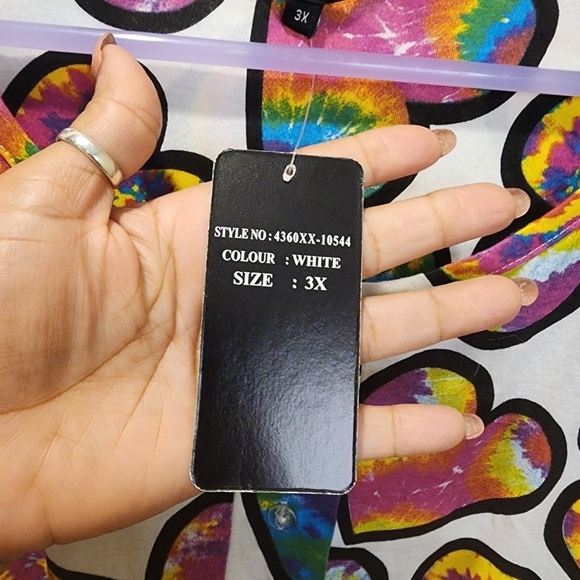 3X
STYLE NO : 4360XX-10544
COLOUR : WHITE
SIZE : 3X